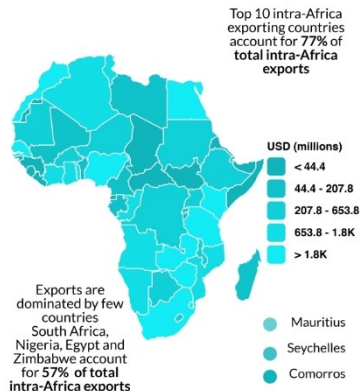 Top 10 intra-Africa
exporting countries
account for 77% of
total intra-Africa
exports
USD (millions)
< 44.4
44.4 - 207.8
207.8 - 653.8
653.8 - 1.8K
> 1.8K
Exports are
dominated by few
countries
South Africa,
Nigeria, Egypt and
Zimbabwe account
for 57% of total
intra-Africa exports
Mauritius
Seychelles
Comorros